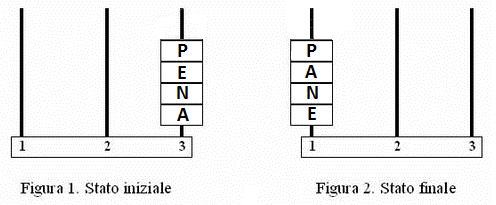 P
E
N
A
1 2 3
Figura 1. Stato iniziale
P
A
N
E
1 2 3
Figura 2. Stato finale